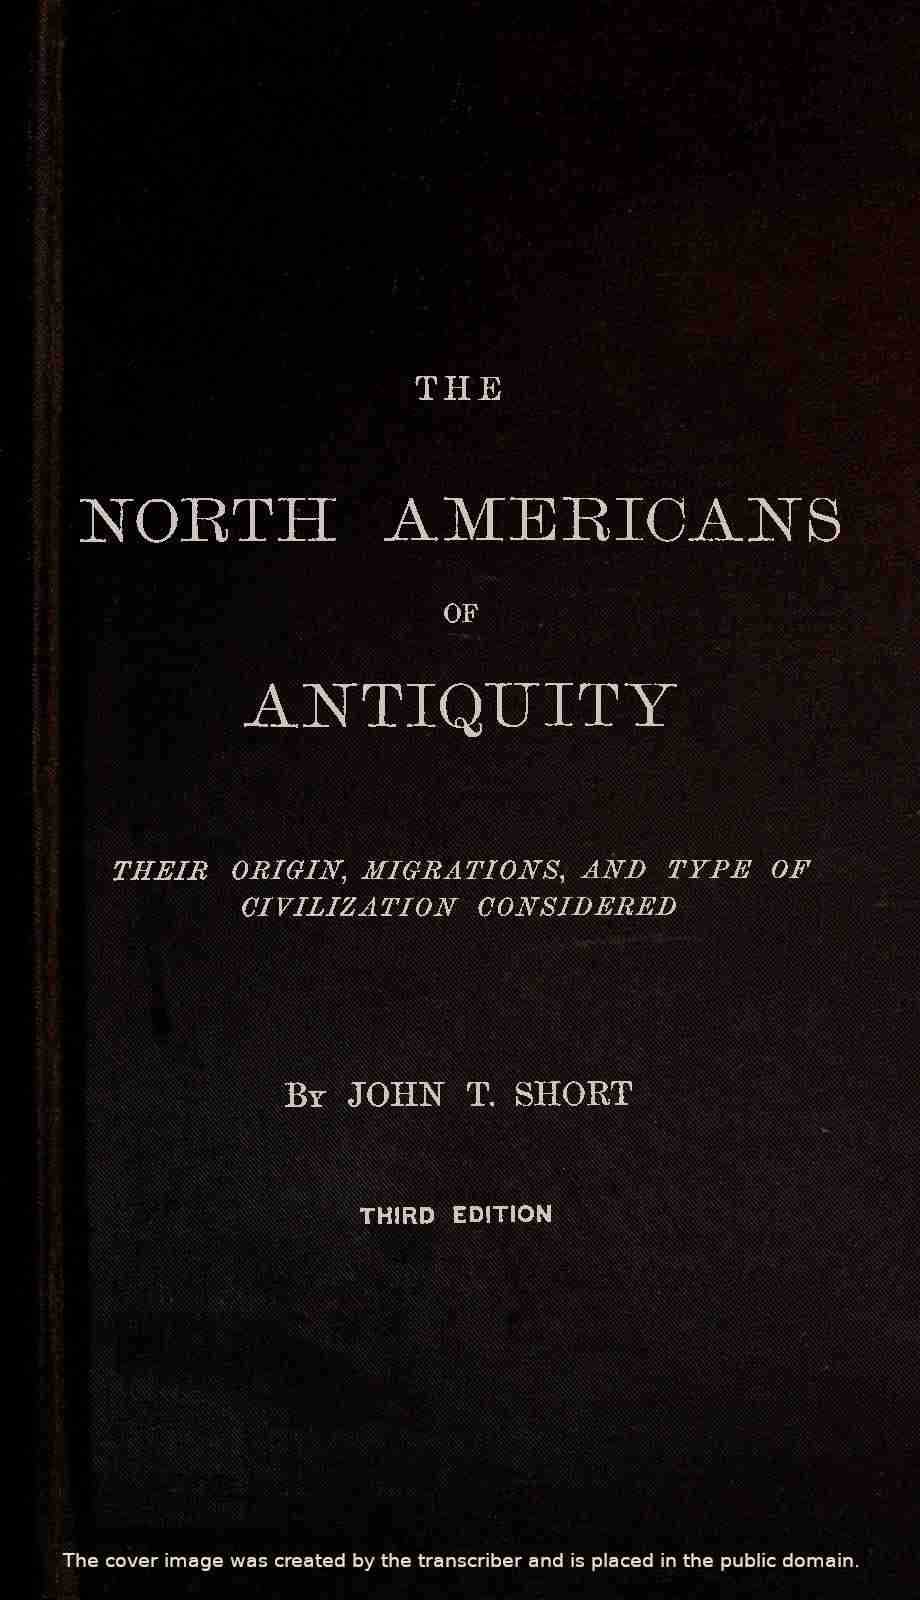 THE
NORTH AMERICANS
OF
ANTIQUITY
THEIR ORIGIN, MIGRATIONS, AND TYPE OF
CIVILIZATION CONSIDERED
By JOHN T. SHORT
THIRD EDITION
The cover image was created by the transcriber and is placed in the public domain.